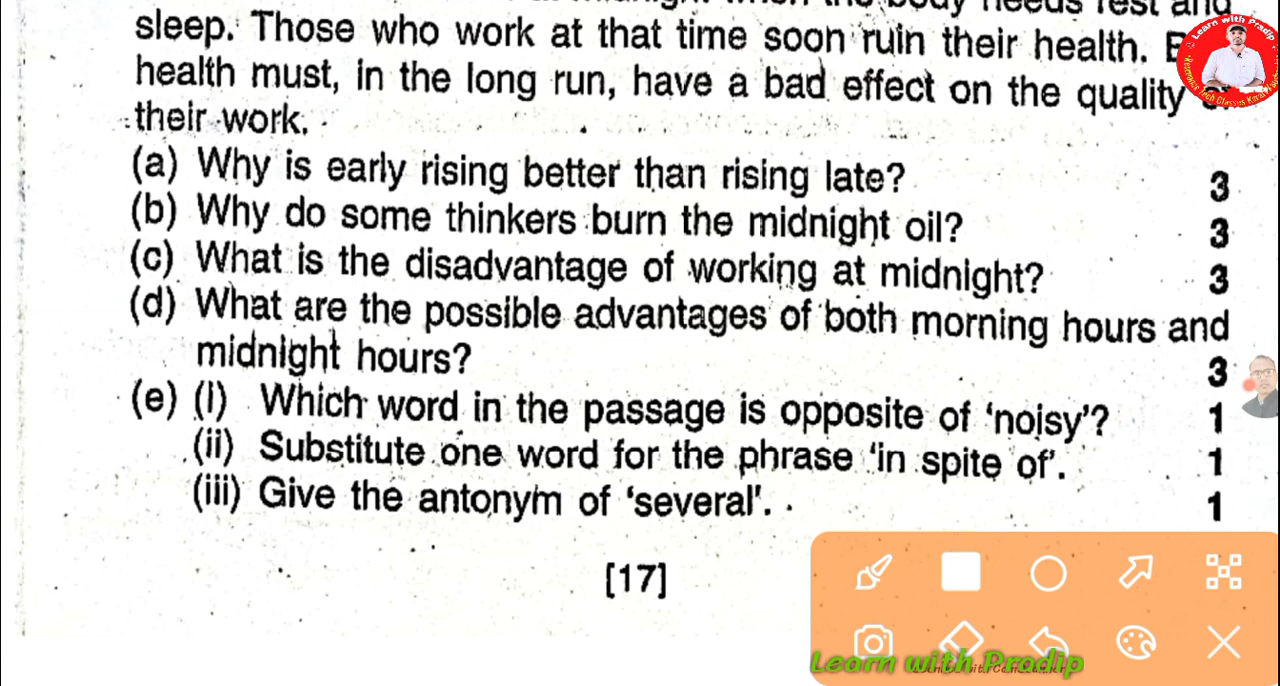 the body needs rest and
sleep. Those who work at that time soon ruin their health.
health must, in the long run, have a bad effect on the quality
their work.
(a) Why is early rising better than rising late? 3
(b) Why do some thinkers burn the midnight oil? 3
(c) What is the disadvantage of working at midnight? 3
(d) What are the possible advantages of both morning hours and
midnight hours? 3
(e) (i) Which word in the passage is opposite of 'noisy'? 1
(ii) Substitute one word for the phrase 'in spite of'. 1
(iii) Give the antonym of 'several'. 1
[17]
Learn with Pradip
Learn with Pradip